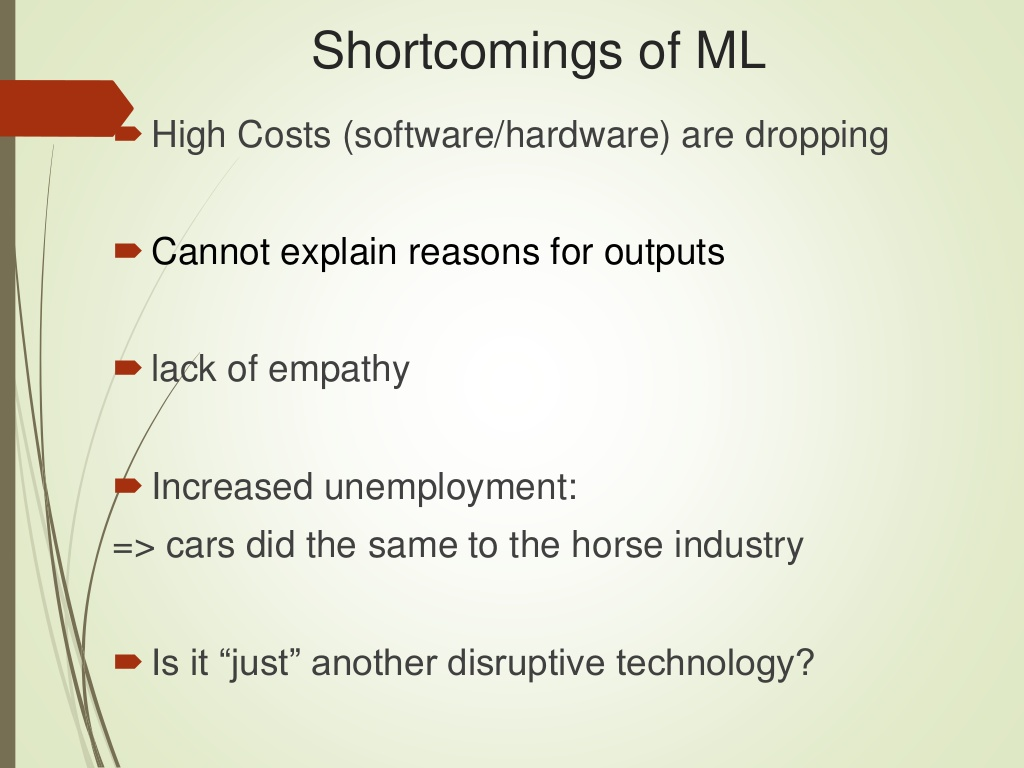 Shortcomings of ML
High Costs (software/hardware) are dropping
Cannot explain reasons for outputs
lack of empathy
Increased unemployment:
=> cars did the same to the horse industry
Is it “just” another disruptive technology?